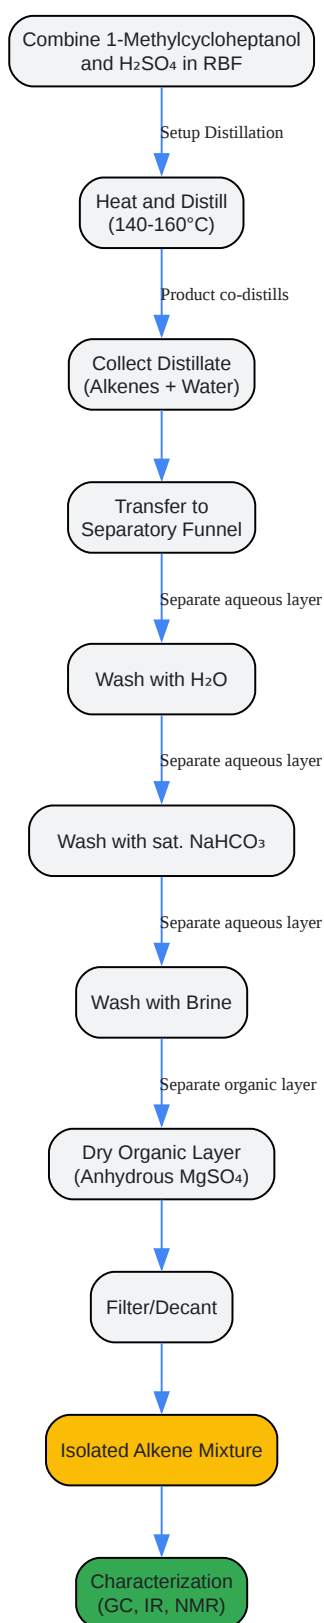 Combine 1-Methylcycloheptanol
and H₂SO₄ in RBF
Setup Distillation
Heat and Distill
(140-160°C)
Product co-distills
Collect Distillate
(Alkenes + Water)
Transfer to
Separatory Funnel
Separate aqueous layer
Wash with H₂O
Separate aqueous layer
Wash with sat. NaHCO₃
Separate aqueous layer
Wash with Brine
Separate organic layer
Dry Organic Layer
(Anhydrous MgSO₄)
Filter/Decant
Isolated Alkene Mixture
Characterization
(GC, IR, NMR)